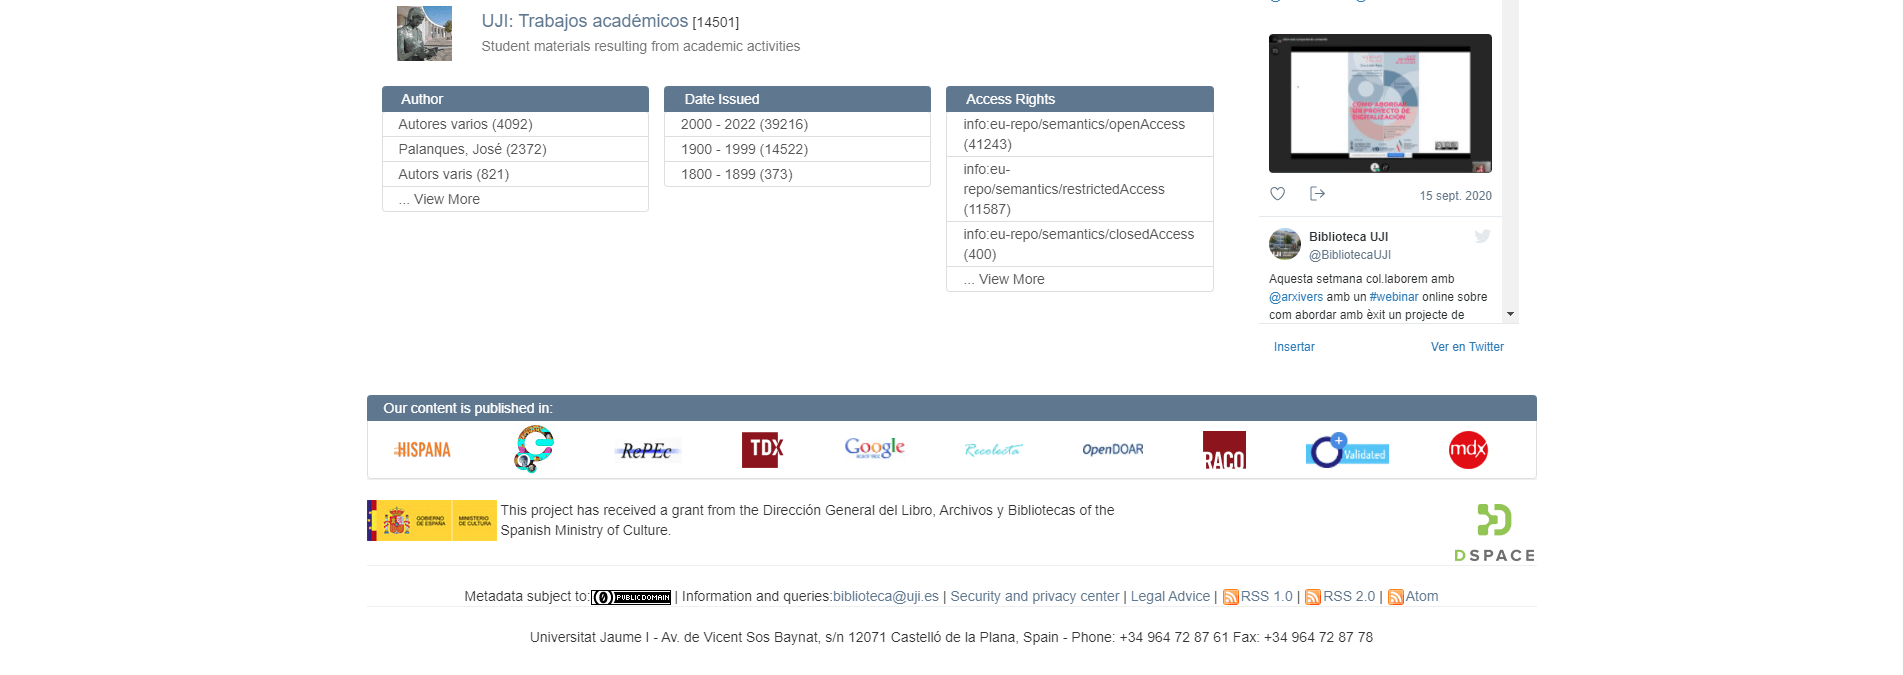 UJI: Trabajos académicos [14501]
Student materials resulting from academic activities
Author
Autores varios (4092)
Palanques, José (2372)
Autors varis (821)
... View More
Date Issued
2000 - 2022 (39216)
1900 - 1999 (14522)
1800 - 1899 (373)
Access Rights
info:eu-repo/semantics/openAccess
(41243)
info:eu-
repo/semantics/restrictedAccess
(11587)
info:eu-repo/semantics/closedAccess
(400)
... View More
CÓMO ABORDAR
UN PROYECTO DE
DIGITALIZACIÓN
15 sept. 2020
Biblioteca UJI
@BibliotecaUJI
Aquesta setmana col.laborem amb
@arxivers amb un #webinar online sobre
com abordar amb èxit un projecte de
Insertar
Ver en Twitter
Our content is published in:
HISPANA
RePEc
TDX
Google
Recolecta
OpenDOAR
RACO
Validated
mdx
GOBIERNO
DE ESPAÑA
MINISTERIO
DE CULTURA
This project has received a grant from the Dirección General del Libro, Archivos y Bibliotecas of the
Spanish Ministry of Culture.
DSPACE
Metadata subject to: PUBLIC DOMAIN | Information and queries:biblioteca@uji.es | Security and privacy center | Legal Advice | RSS 1.0 | RSS 2.0 | Atom
Universitat Jaume I - Av. de Vicent Sos Baynat, s/n 12071 Castelló de la Plana, Spain - Phone: +34 964 72 87 61 Fax: +34 964 72 87 78